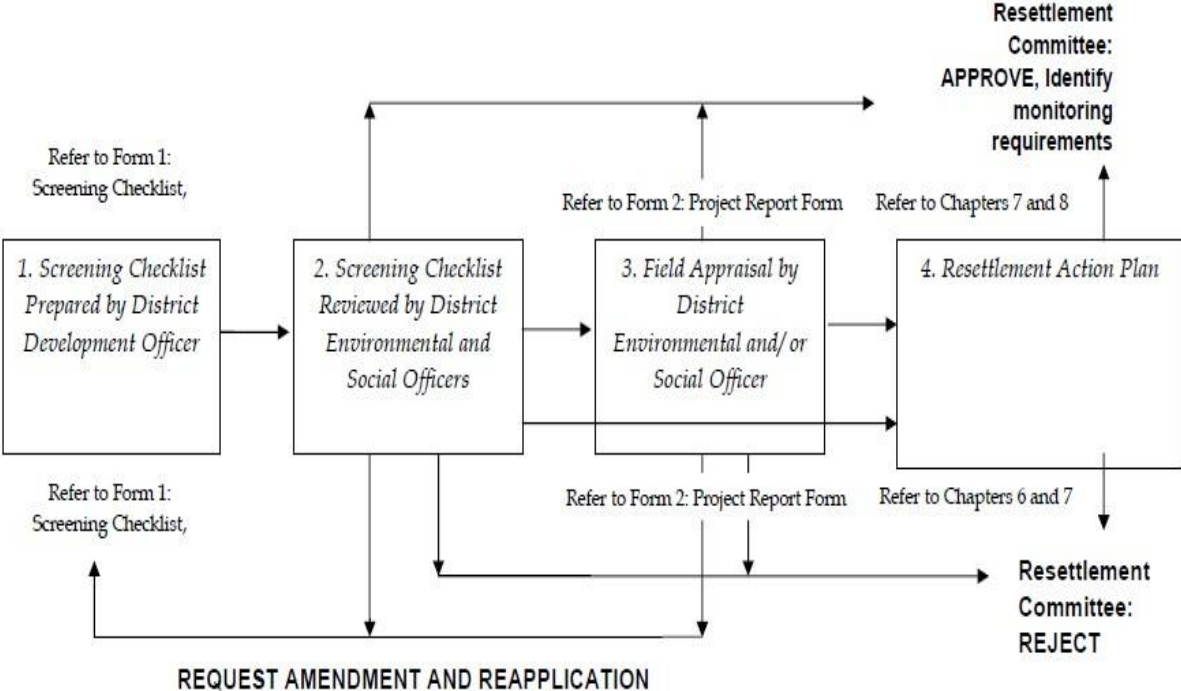 Resettlement
Committee:
APPROVE, Identify
monitoring
requirements
Refer to Form 1:
Screening Checklist,
Refer to Form 2: Project Report Form
Refer to Chapters 7 and 8
1. Screening Checklist
Prepared by District
Development Officer
2. Screening Checklist
Reviewed by District
Environmental and
Social Officers
3. Field Appraisal by
District
Environmental and/or
Social Officer
4. Resettlement Action Plan
Refer to Form 1:
Screening Checklist,
Refer to Form 2: Project Report Form
Refer to Chapters 6 and 7
Resettlement
Committee:
REJECT
REQUEST AMENDMENT AND REAPPLICATION